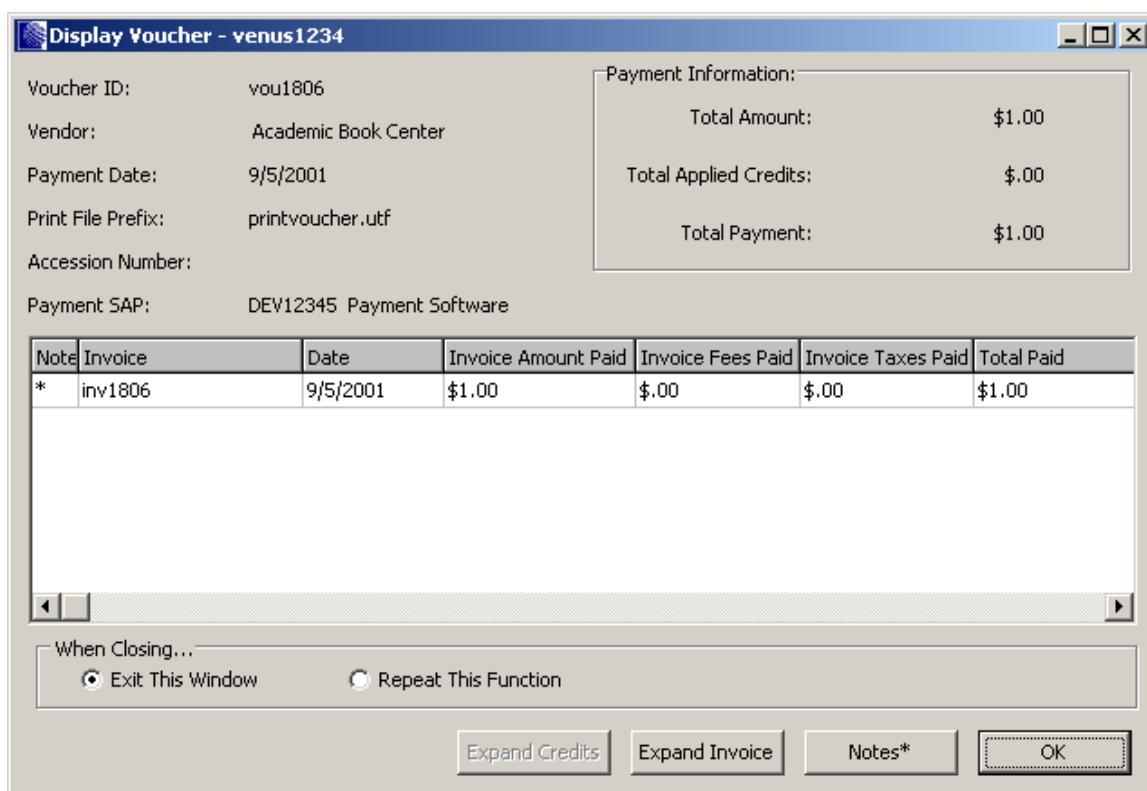 Display Voucher - venus1234
Voucher ID: vou1806
Vendor: Academic Book Center
Payment Date: 9/5/2001
Print File Prefix: printvoucher.utf
Accession Number:
Payment SAP: DEV12345 Payment Software
Payment Information:
Total Amount: $1.00
Total Applied Credits: $.00
Total Payment: $1.00
Note Invoice Date Invoice Amount Paid Invoice Fees Paid Invoice Taxes Paid Total Paid
* inv1806 9/5/2001 $1.00 $.00 $.00 $1.00
When Closing...
Exit This Window Repeat This Function
Expand Credits Expand Invoice Notes* OK